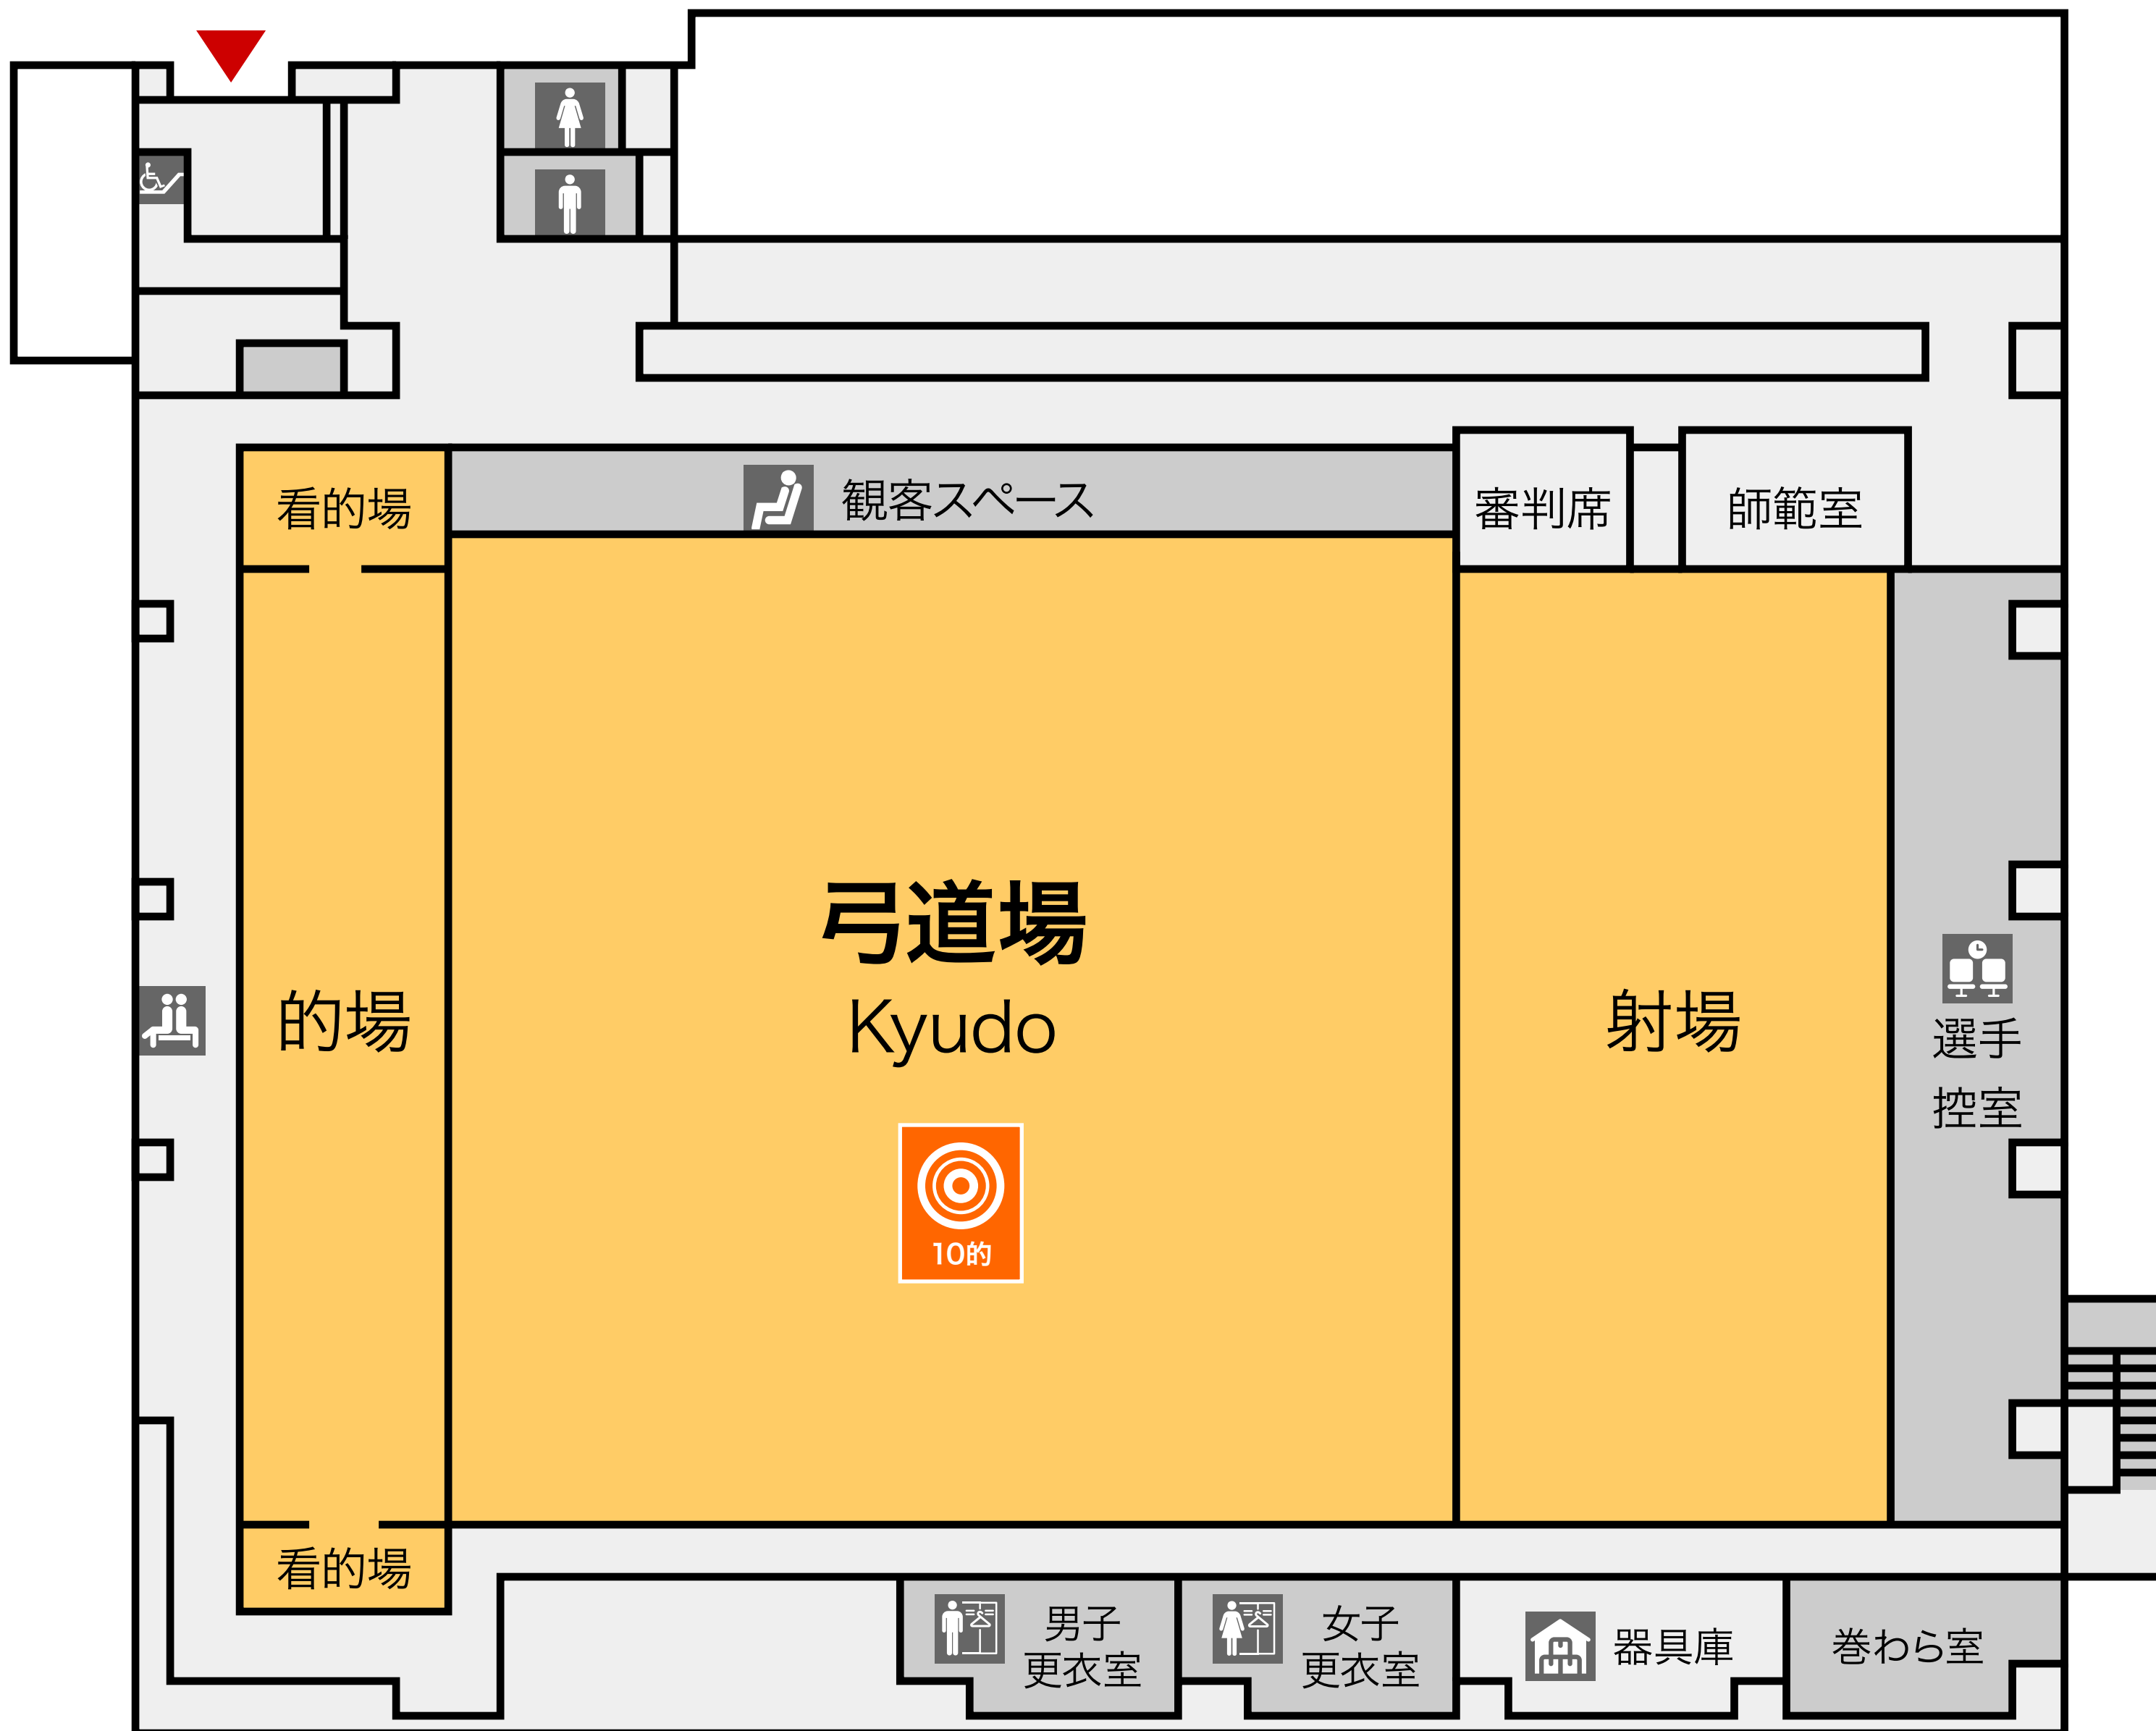 看的場
観客スペース
審判席
師範室
弓道場
Kyudo
的場
射場
選手
控室
10的
看的場
男子
更衣室
女子
更衣室
器具庫
巻わら室